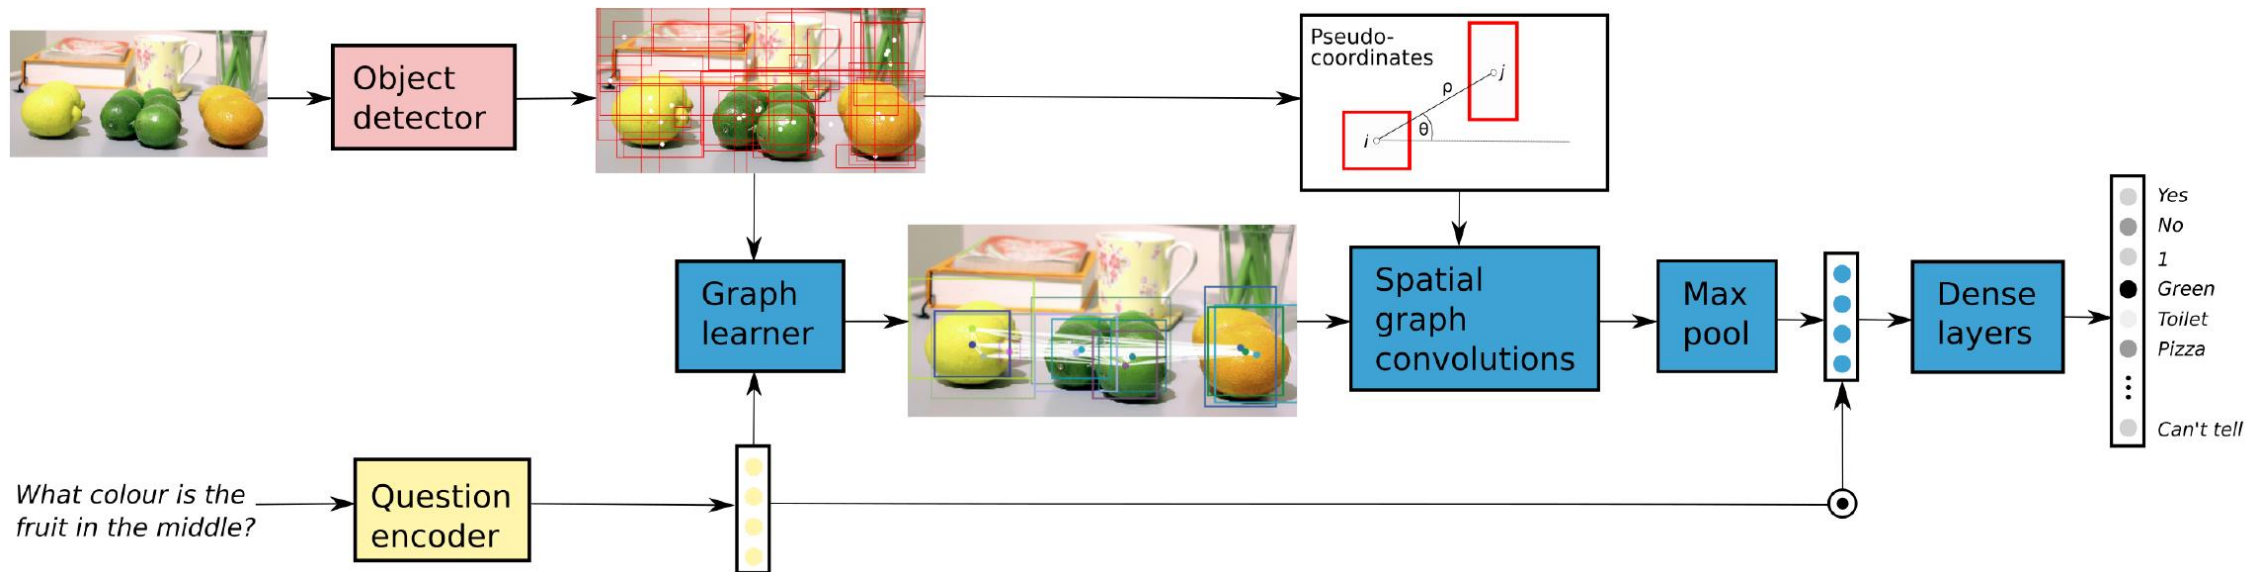 Object
detector
Pseudo-
coordinates
ρ
j
θ
i
Graph
learner
Spatial
graph
convolutions
Max
pool
Dense
layers
Yes
No
1
Green
Toilet
Pizza
Can't tell
What colour is the
fruit in the middle?
Question
encoder